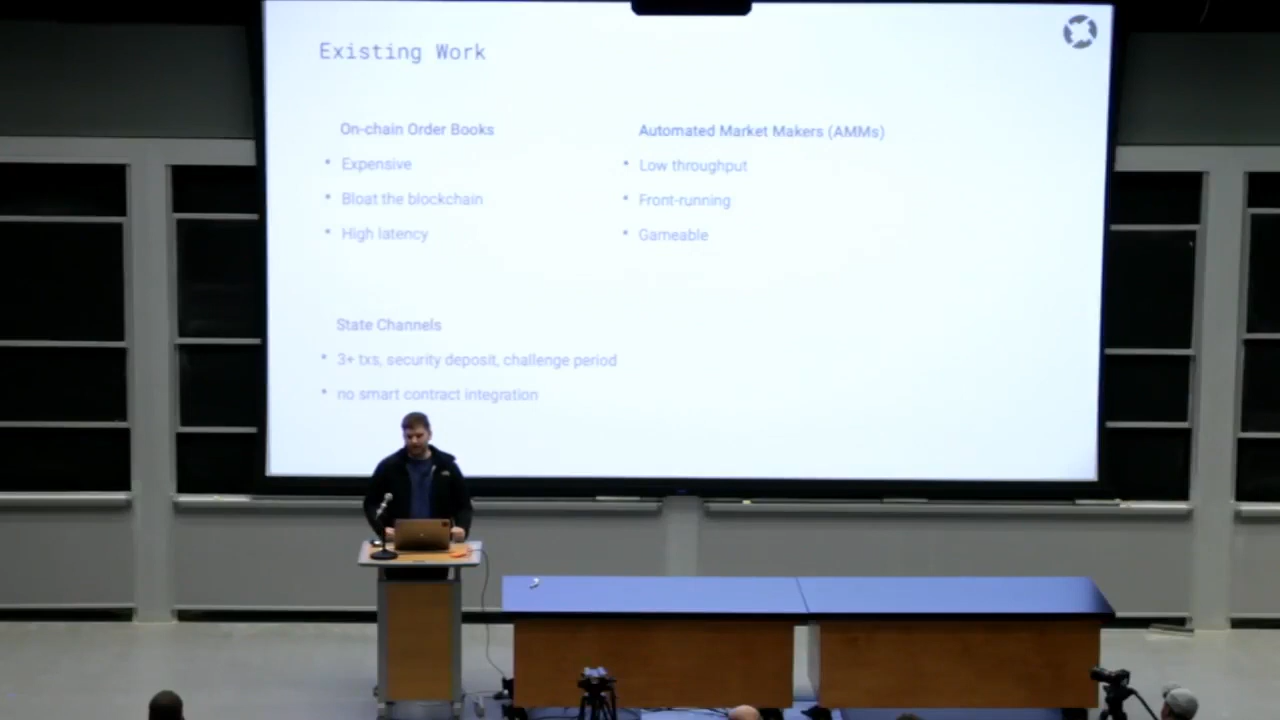 Existing Work
On-chain Order Books
• Expensive
• Bloat the blockchain
• High latency
Automated Market Makers (AMMs)
• Low throughput
• Front-running
• Gameable
State Channels
• 3+ txs, security deposit, challenge period
• no smart contract integration